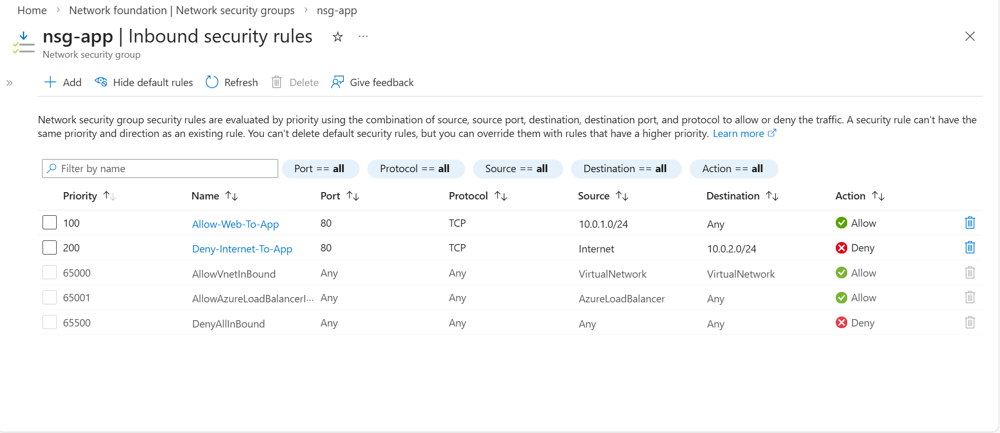 Home > Network foundation | Network security groups > nsg-app
nsg-app | Inbound security rules ...
Network security group
Add Hide default rules Refresh Delete Give feedback
Network security group security rules are evaluated by priority using the combination of source, source port, destination, destination port, and protocol to allow or deny the traffic. A security rule can't have the
same priority and direction as an existing rule. You can't delete default security rules, but you can override them with rules that have a higher priority. Learn more
Filter by name Port == all Protocol == all Source == all Destination == all Action == all
Priority Name Port Protocol Source Destination Action
100 Allow-Web-To-App 80 TCP 10.0.1.0/24 Any Allow
200 Deny-Internet-To-App 80 TCP Internet 10.0.2.0/24 Deny
65000 AllowVnetInBound Any Any VirtualNetwork VirtualNetwork Allow
65001 AllowAzureLoadBalancerI... Any Any AzureLoadBalancer Any Allow
65500 DenyAllInBound Any Any Any Any Deny